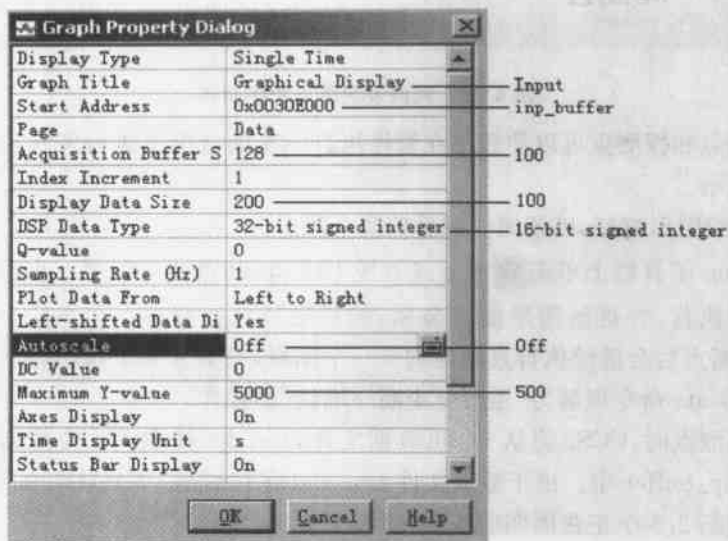 Graph Property Dialog
Display Type Single Time
Graph Title Graphical Display Input
Start Address 0x0030E000 inp_buffer
Page Data
Acquisition Buffer S 128 100
Index Increment 1
Display Data Size 200 100
DSP Data Type 32-bit signed integer 16-bit signed integer
Q-value 0
Sampling Rate (Hz) 1
Plot Data From Left to Right
Left-shifted Data Di Yes
Autoscale Off Off
DC Value 0
Maximum Y-value 5000 500
Axes Display On
Time Display Unit s
Status Bar Display On
OK Cancel Help